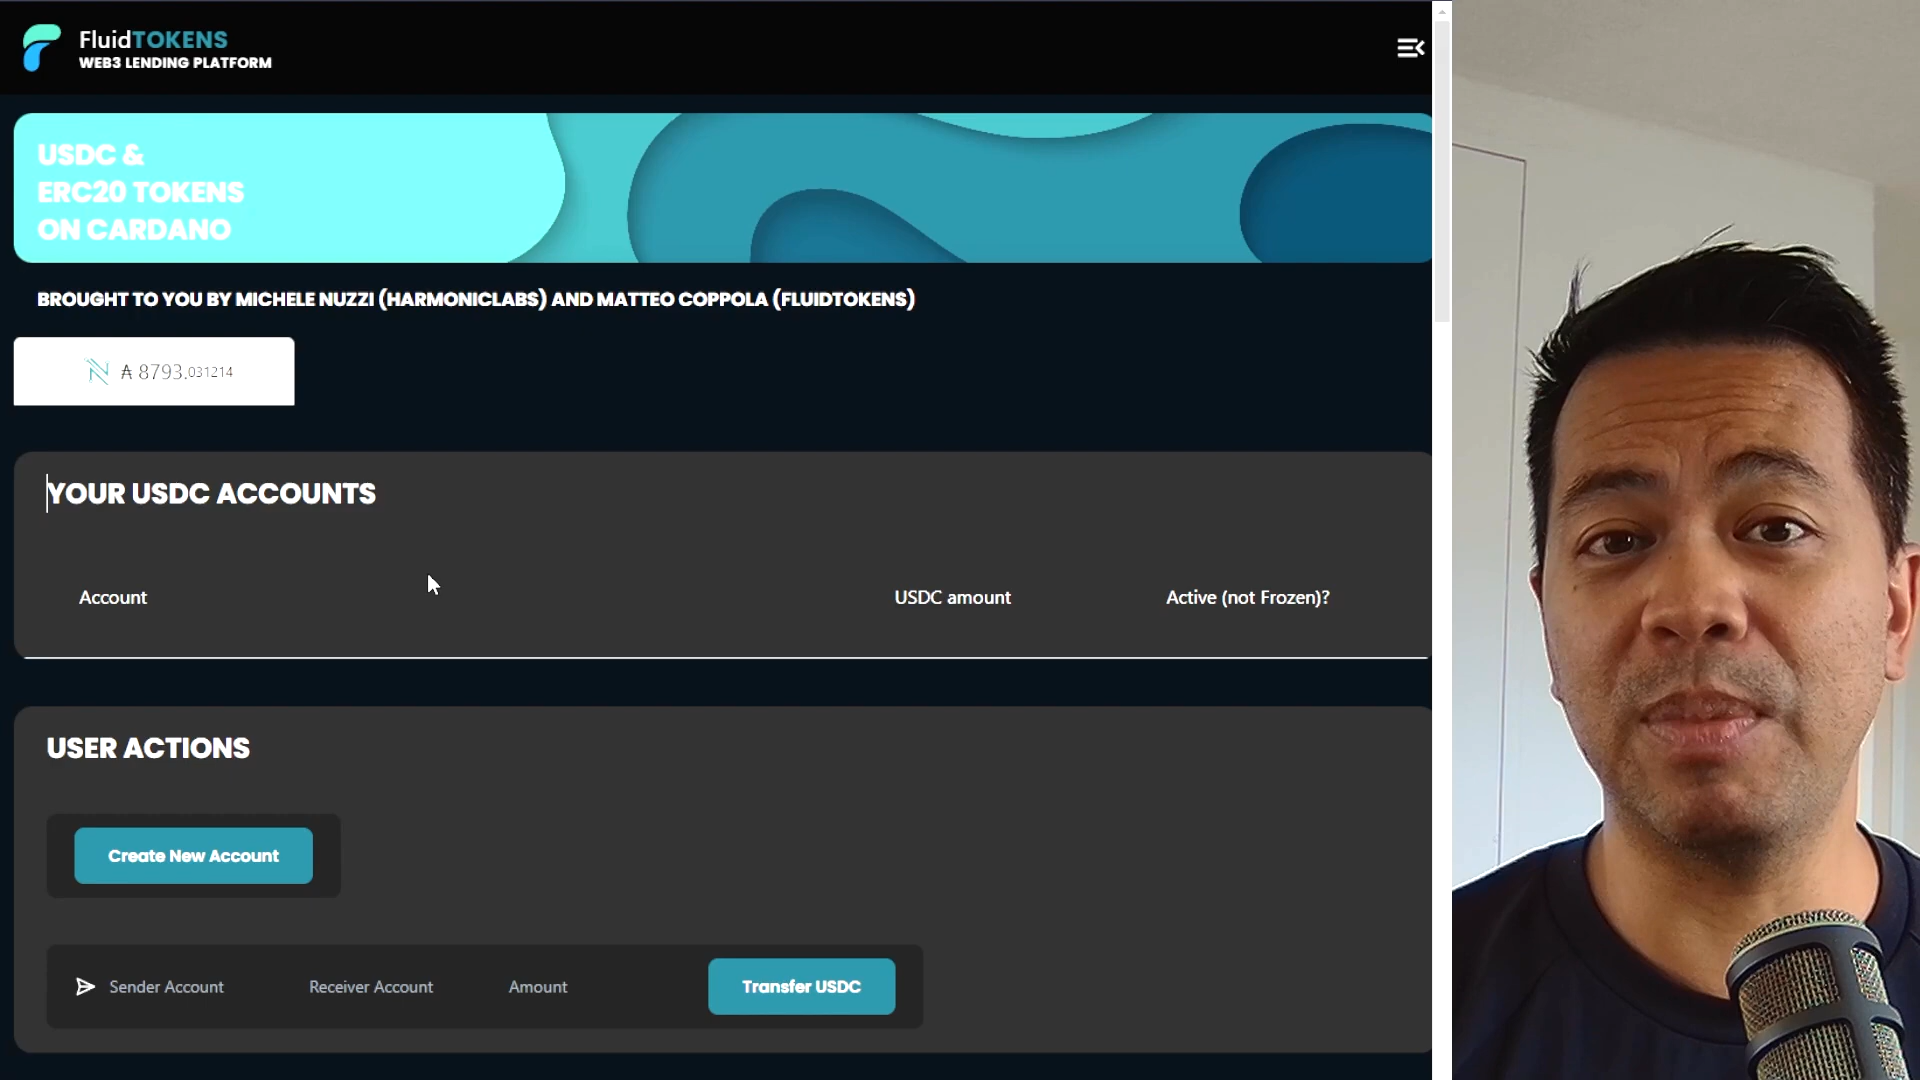 FluidTOKENS
WEB3 LENDING PLATFORM
USDC &
ERC20 TOKENS
ON CARDANO
BROUGHT TO YOU BY MICHELE NUZZI (HARMONICLABS) AND MATTEO COPPOLA (FLUIDTOKENS)
₳ 8793.031214
YOUR USDC ACCOUNTS
Account USDC amount Active (not Frozen)?
USER ACTIONS
Create New Account
Sender Account Receiver Account Amount Transfer USDC